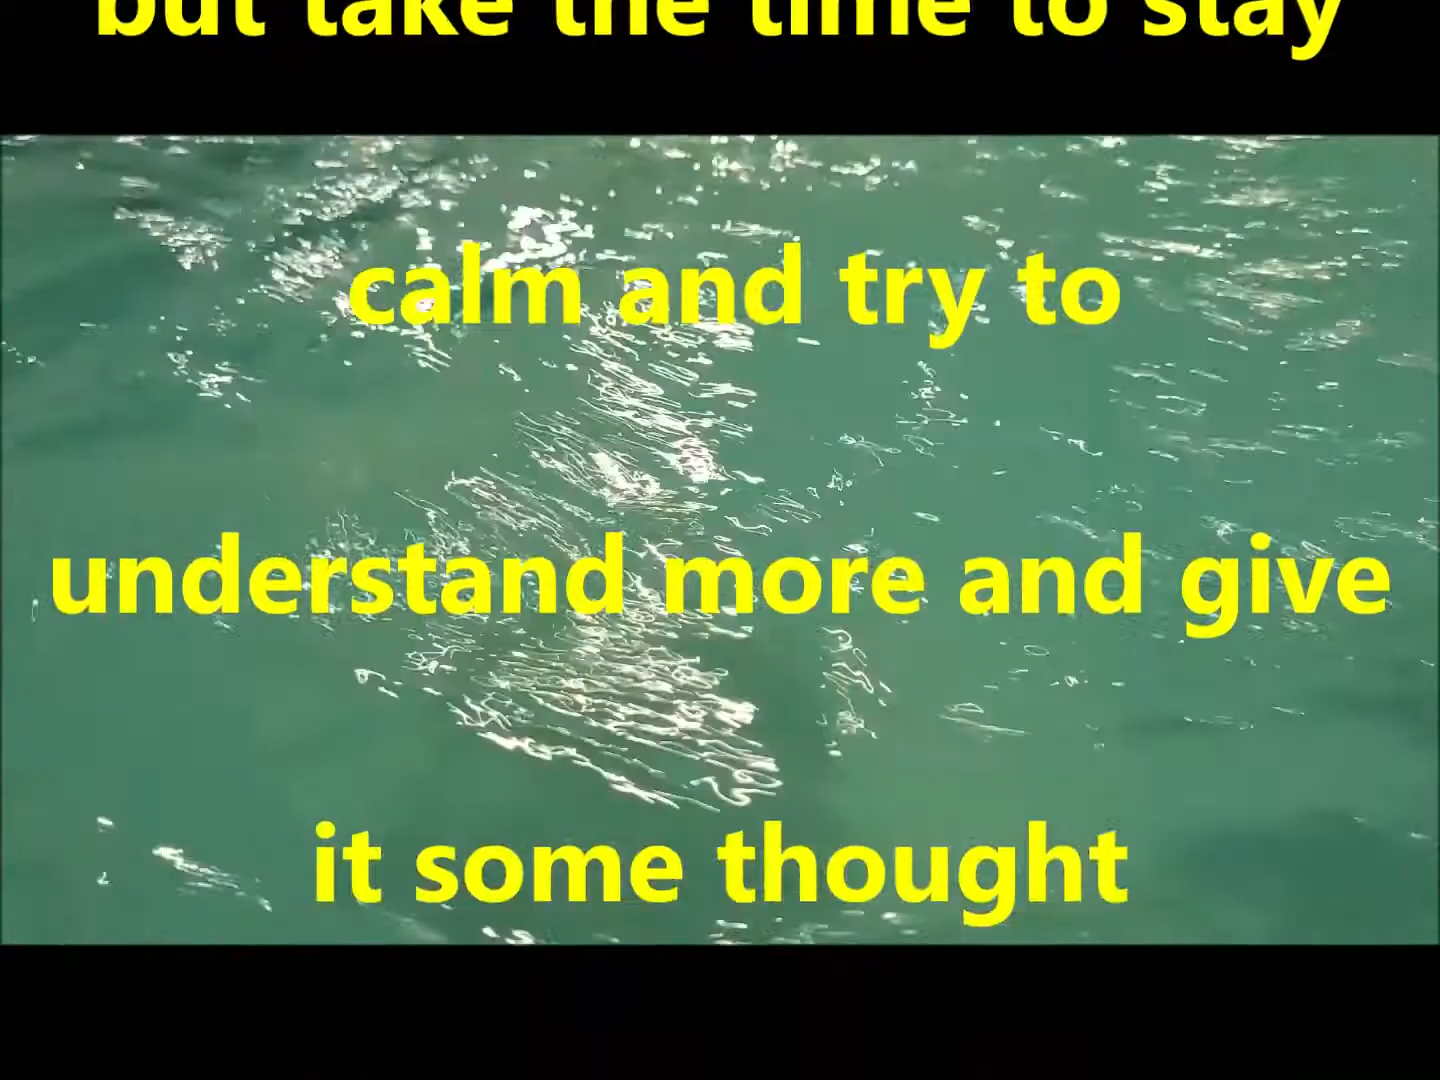 but take the time to stay
calm and try to
understand more and give
it some thought